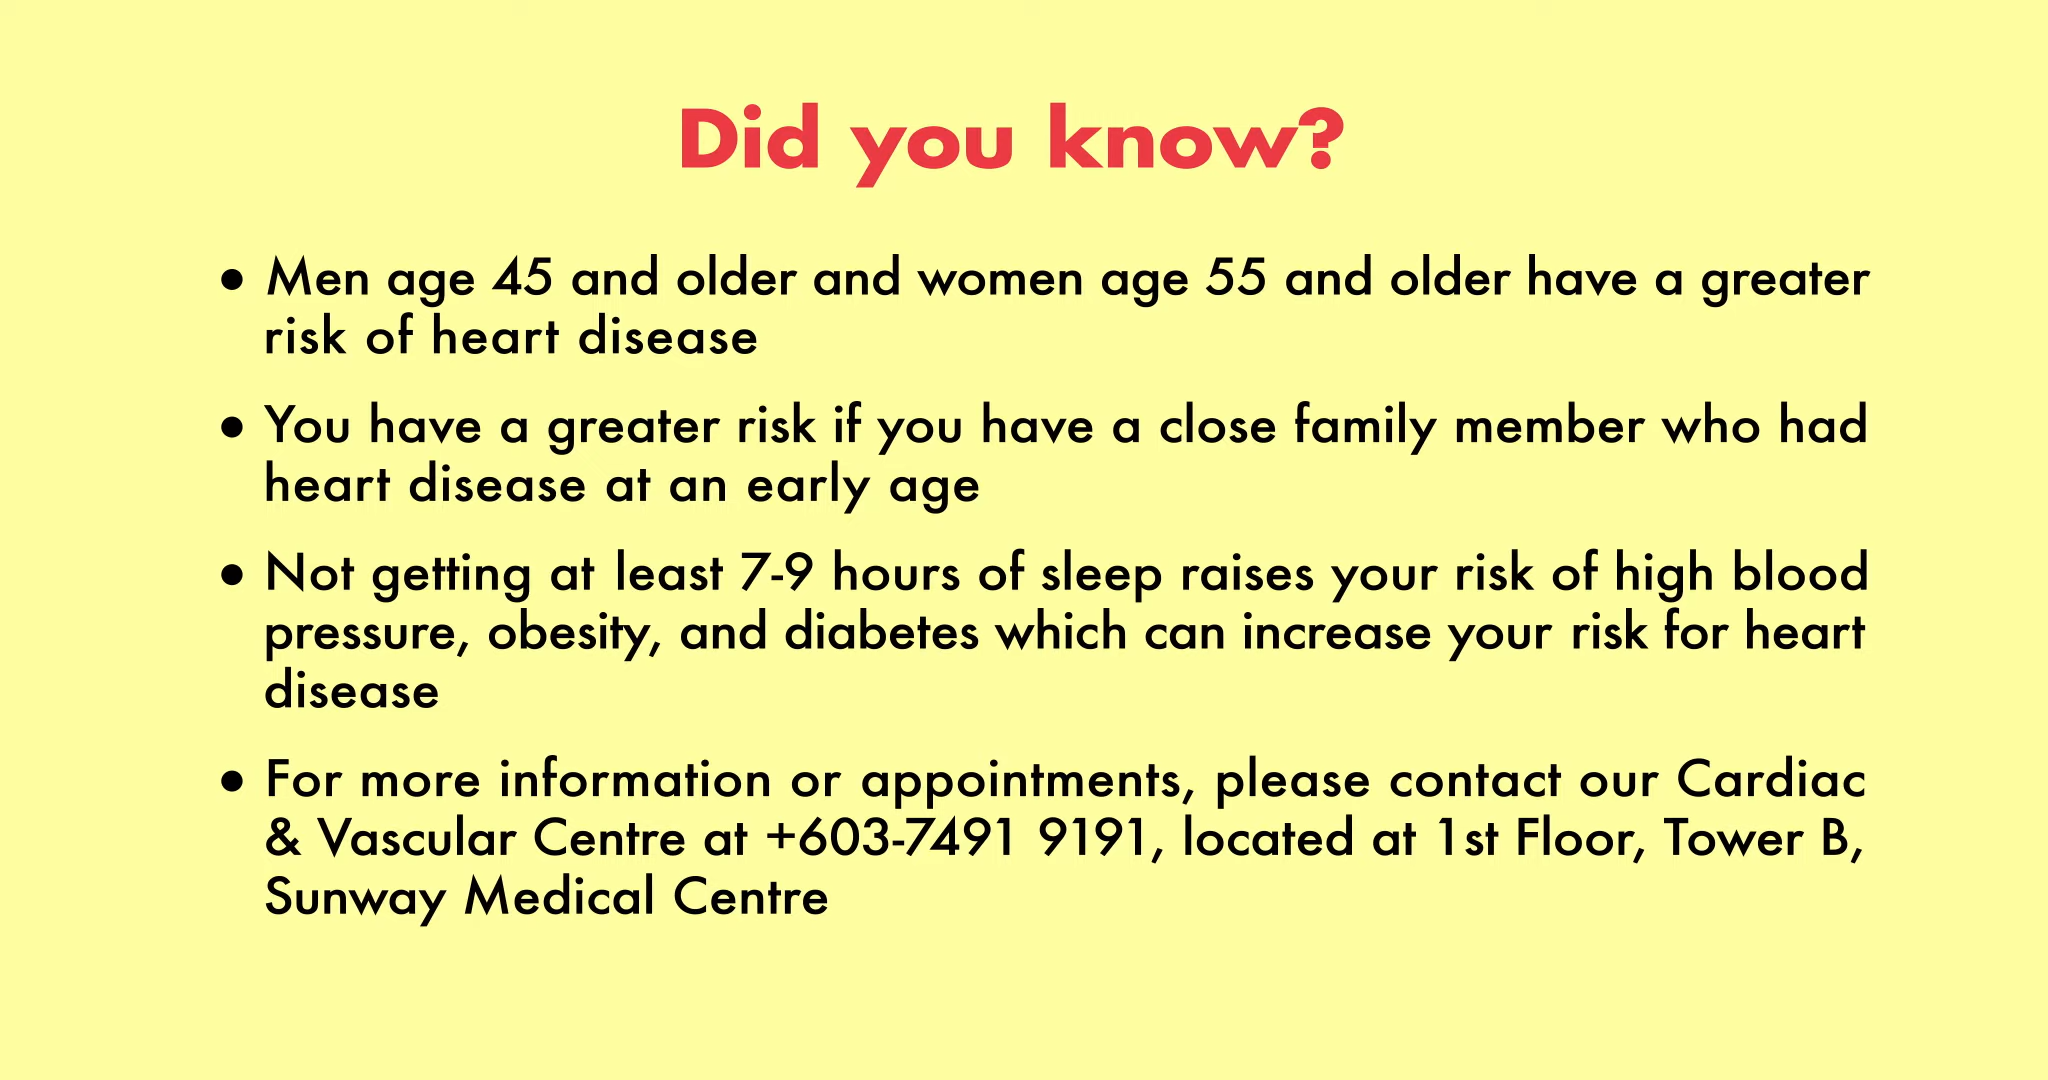 Did you know?
• Men age 45 and older and women age 55 and older have a greater
risk of heart disease
• You have a greater risk if you have a close family member who had
heart disease at an early age
• Not getting at least 7-9 hours of sleep raises your risk of high blood
pressure, obesity, and diabetes which can increase your risk for heart
disease
• For more information or appointments, please contact our Cardiac
& Vascular Centre at +603-7491 9191, located at 1st Floor, Tower B,
Sunway Medical Centre